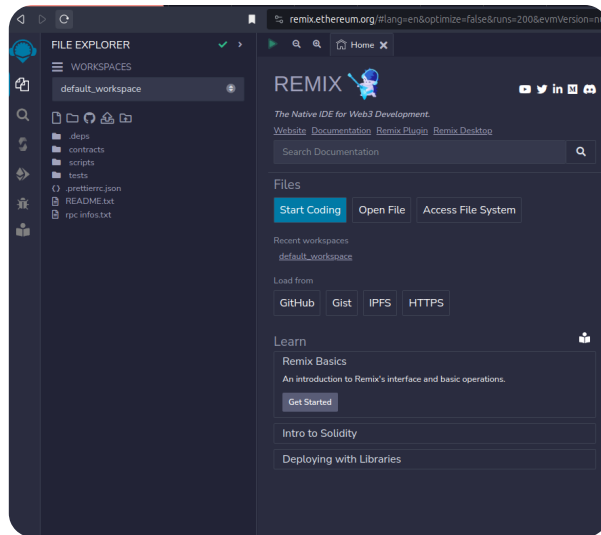 remix.ethereum.org/#lang=en&optimize=false&runs=200&evmVersion=n
FILE EXPLORER
WORKSPACES
default_workspace
.deps
contracts
scripts
tests
.prettierrc.json
README.txt
rpc infos.txt
Home
REMIX
in
The Native IDE for Web3 Development.
Website Documentation Remix Plugin Remix Desktop
Search Documentation
Files
Start Coding Open File Access File System
Recent workspaces
default_workspace
Load from
GitHub Gist IPFS HTTPS
Learn
Remix Basics
An introduction to Remix's interface and basic operations.
Get Started
Intro to Solidity
Deploying with Libraries